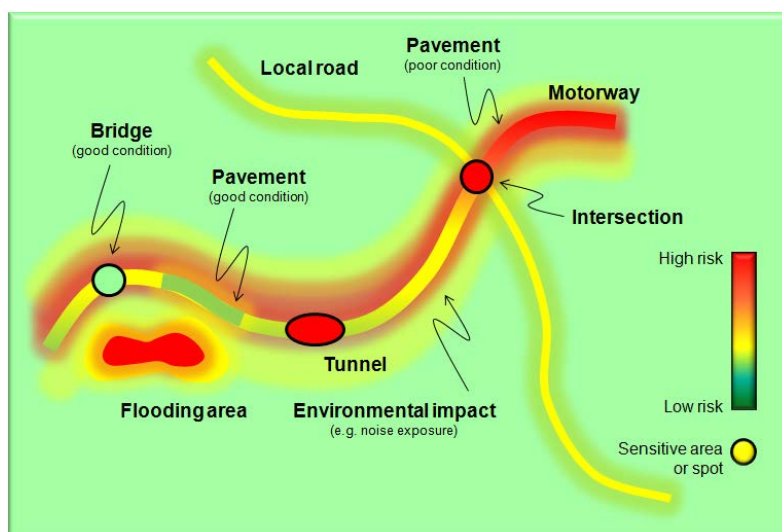 Pavement
(poor condition)
Local road
Motorway
Bridge
(good condition)
Pavement
(good condition)
Intersection
High risk
Low risk
Tunnel
Flooding area
Environmental impact
(e.g. noise exposure)
Sensitive area
or spot